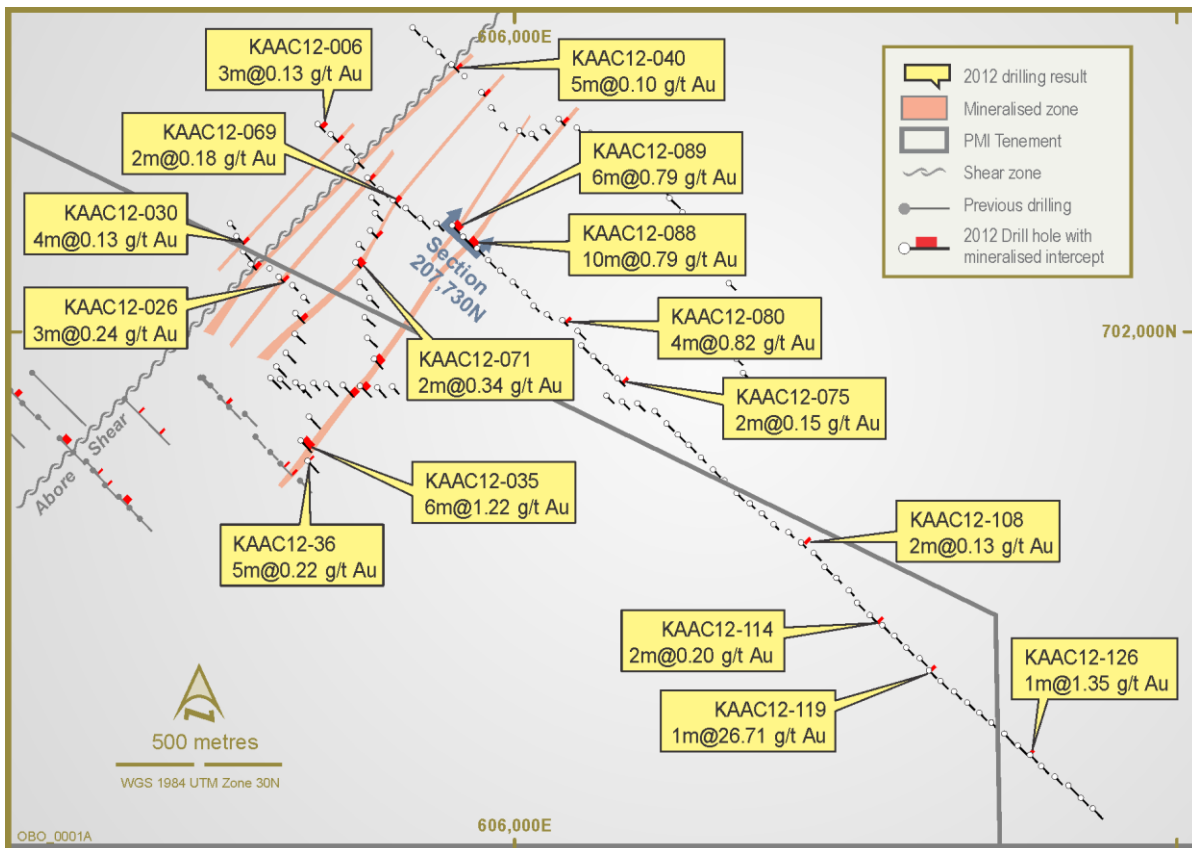 606,000E
KAAC12-006
3m@0.13 g/t Au
KAAC12-040
5m@0.10 g/t Au
2012 drilling result
Mineralised zone
PMI Tenement
Shear zone
Previous drilling
2012 Drill hole with
mineralised intercept
KAAC12-069
2m@0.18 g/t Au
KAAC12-089
6m@0.79 g/t Au
KAAC12-030
4m@0.13 g/t Au
KAAC12-088
10m@0.79 g/t Au
Section
207,730N
KAAC12-026
3m@0.24 g/t Au
KAAC12-080
4m@0.82 g/t Au
702,000N
KAAC12-071
2m@0.34 g/t Au
KAAC12-075
2m@0.15 g/t Au
Abore Shear
KAAC12-035
6m@1.22 g/t Au
KAAC12-36
5m@0.22 g/t Au
KAAC12-108
2m@0.13 g/t Au
KAAC12-114
2m@0.20 g/t Au
KAAC12-126
1m@1.35 g/t Au
KAAC12-119
1m@26.71 g/t Au
N
500 metres
WGS 1984 UTM Zone 30N
606,000E
OBO_0001A